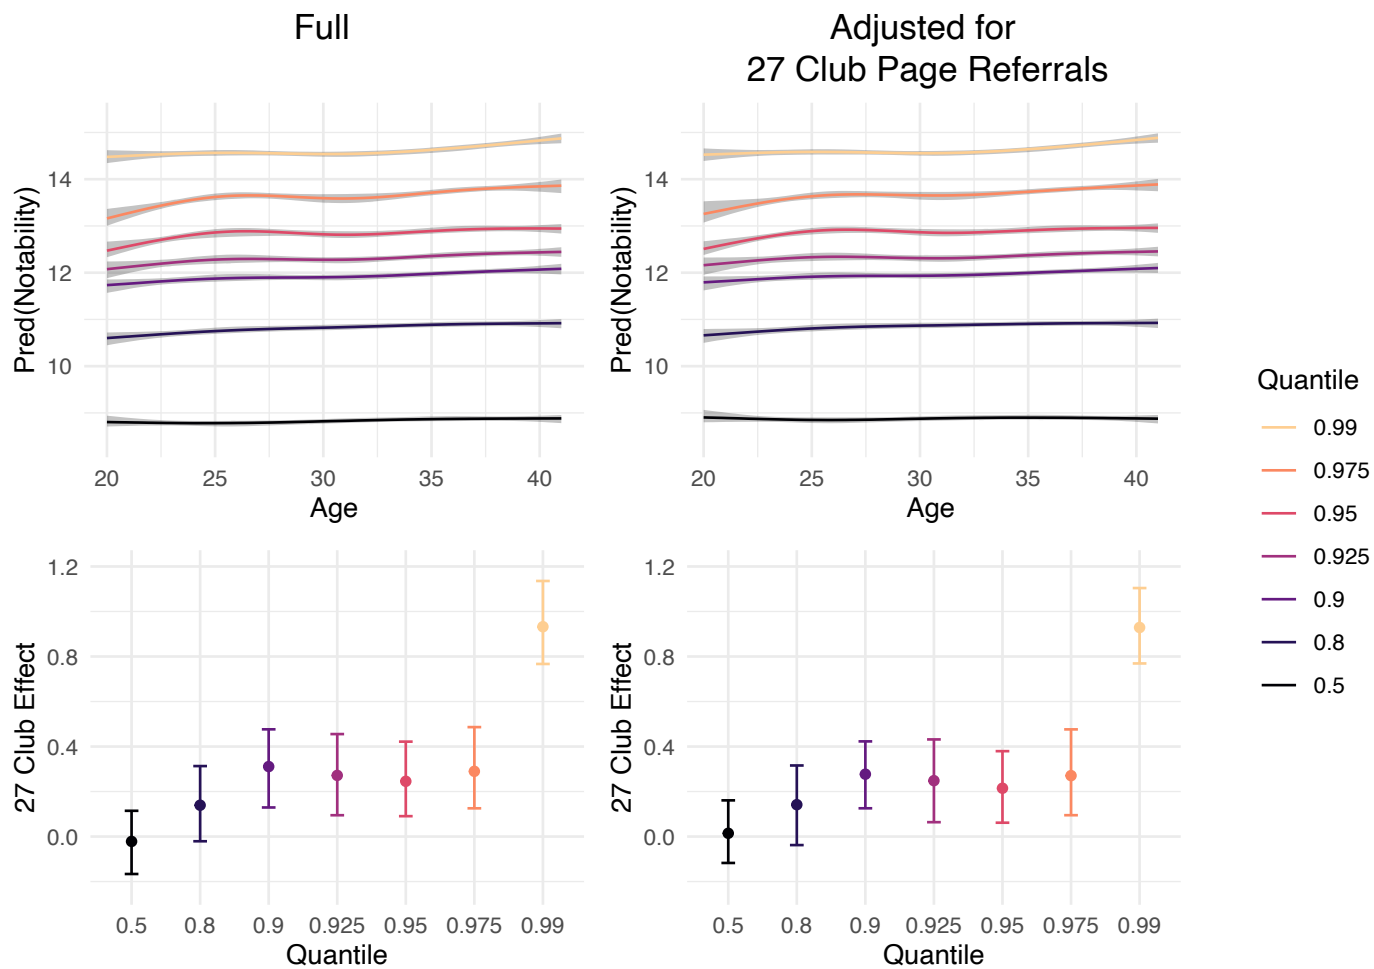 Full
Adjusted for
27 Club Page Referrals
Pred(Notability)
14
12
10
20 25 30 35 40
Age
Pred(Notability)
14
12
10
20 25 30 35 40
Age
27 Club Effect
1.2
0.8
0.4
0.0
0.5 0.8 0.9 0.925 0.95 0.975 0.99
Quantile
27 Club Effect
1.2
0.8
0.4
0.0
0.5 0.8 0.9 0.925 0.95 0.975 0.99
Quantile
Quantile
0.99
0.975
0.95
0.925
0.9
0.8
0.5